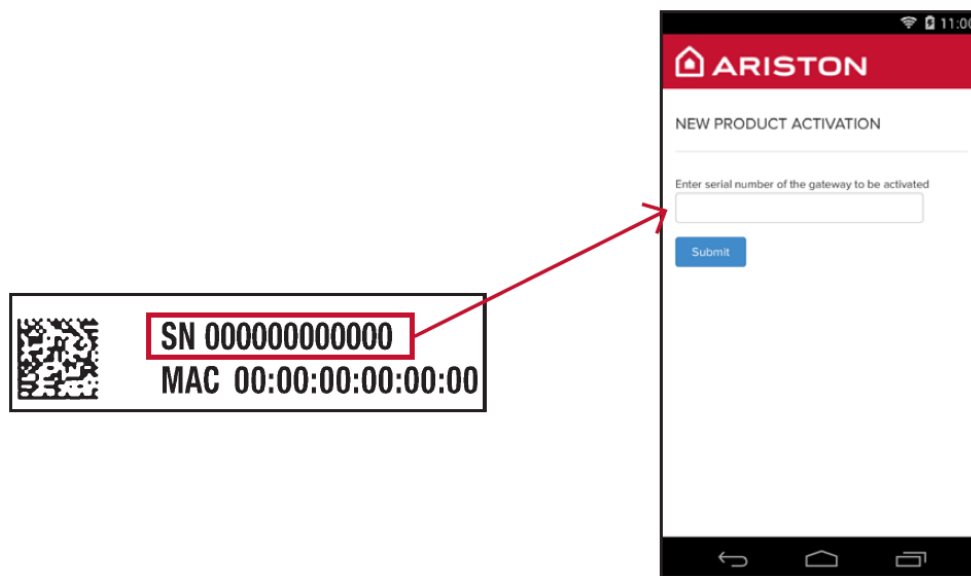 SN 000000000000
MAC 00:00:00:00:00:00
11:00
ARISTON
NEW PRODUCT ACTIVATION
Enter serial number of the gateway to be activated
Submit